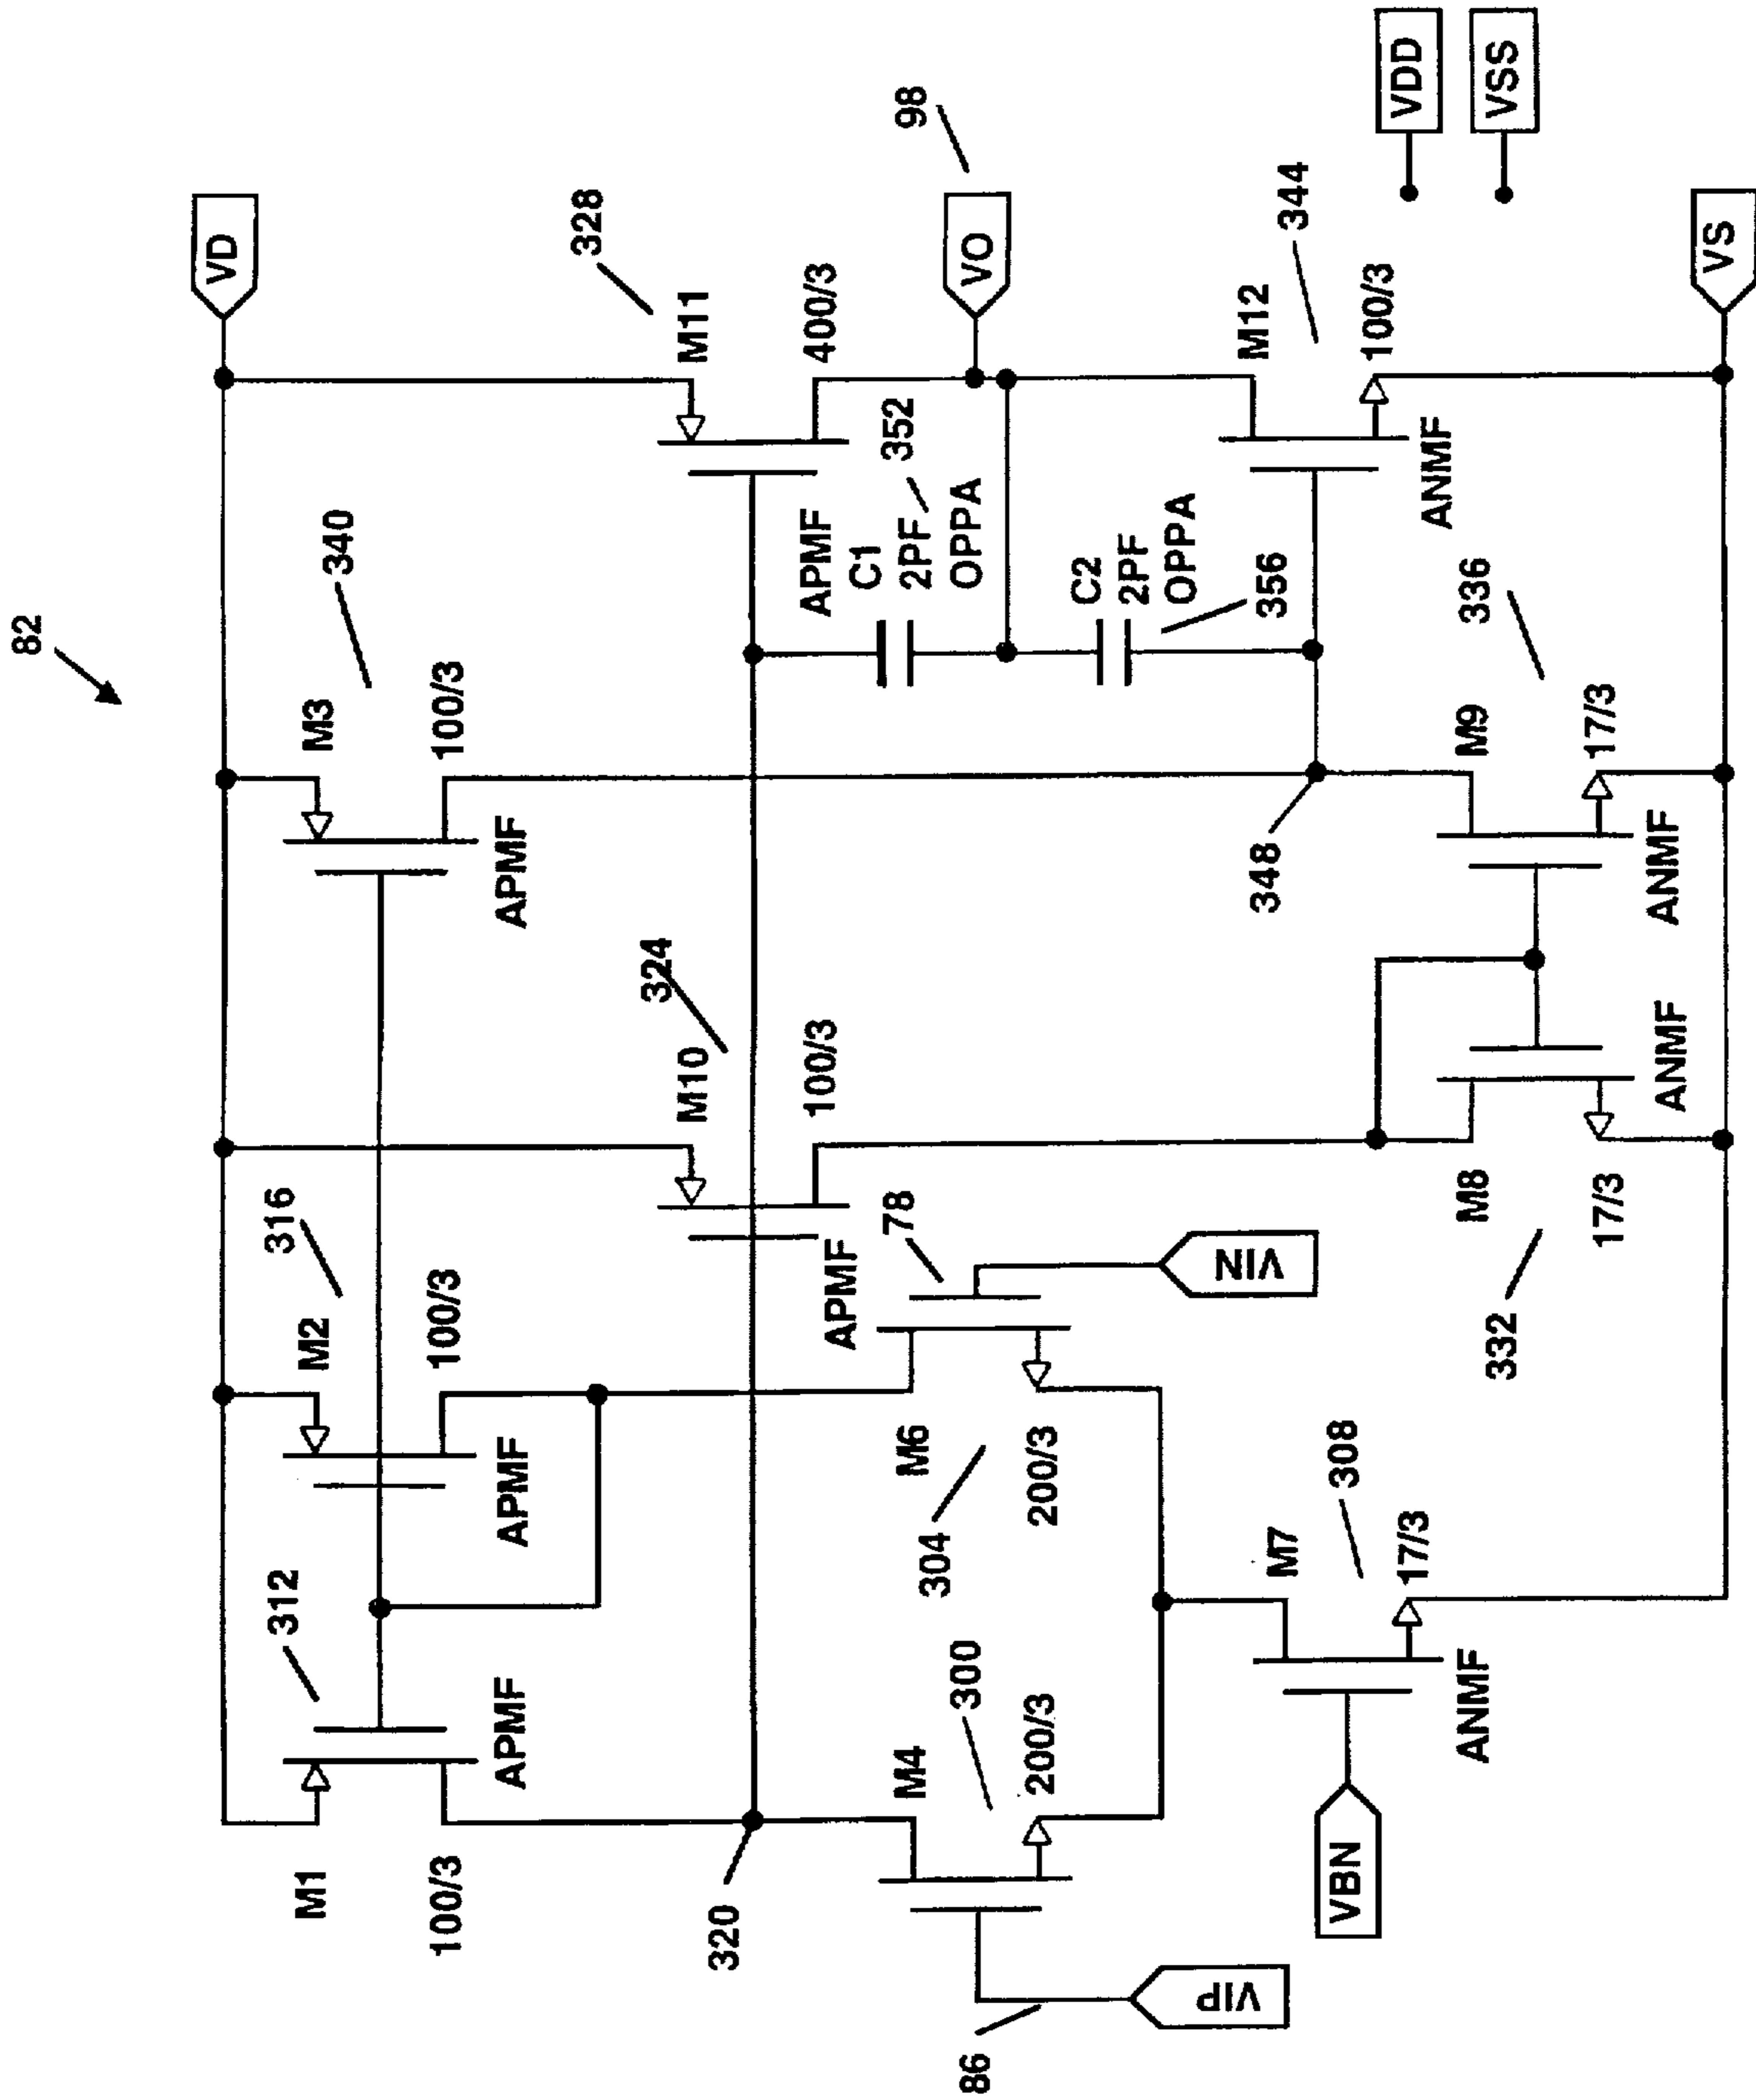 82
VD
M1
100/3
312
APMF
M2
316
100/3
APMF
M3
340
100/3
APMF
M10
324
100/3
APMF
M11
328
400/3
APMF
C1
2PF
OPPA
352
VO
98
C2
2PF
OPPA
356
320
M4
300
200/3
VIP
86
M6
304
200/3
78
VIN
M7
308
17/3
ANMF
VBN
M8
332
17/3
ANMF
348
M9
336
17/3
ANMF
M12
344
100/3
ANMF
VDD
VSS
VS